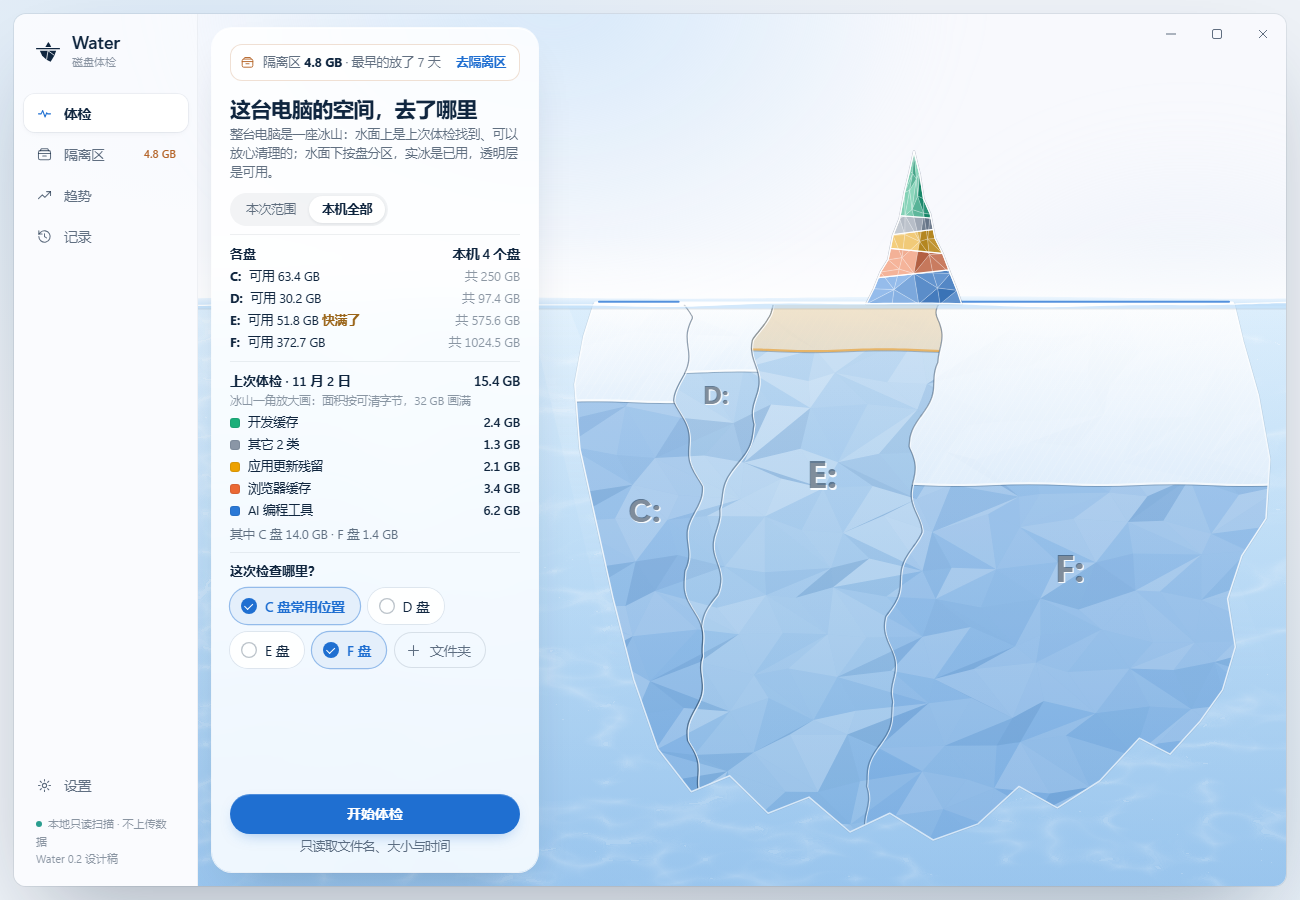 Water
磁盘体检
体检
隔离区 4.8 GB
趋势
记录
设置
本地只读扫描 · 不上传数
据
Water 0.2 设计稿
隔离区 4.8 GB · 最早的放了 7 天 去隔离区
这台电脑的空间，去了哪里
整台电脑是一座冰山：水面上是上次体检找到、可以
放心清理的；水面下按盘分区，实冰是已用，透明层
是可用。
本次范围 本机全部
各盘 本机 4 个盘
C: 可用 63.4 GB 共 250 GB
D: 可用 30.2 GB 共 97.4 GB
E: 可用 51.8 GB 快满了 共 575.6 GB
F: 可用 372.7 GB 共 1024.5 GB
上次体检 · 11 月 2 日 15.4 GB
冰山一角放大画：面积按可清字节，32 GB 画满
开发缓存 2.4 GB
其它 2 类 1.3 GB
应用更新残留 2.1 GB
浏览器缓存 3.4 GB
AI 编程工具 6.2 GB
其中 C 盘 14.0 GB · F 盘 1.4 GB
这次检查哪里？
C 盘常用位置 D 盘
E 盘 F 盘 文件夹
开始体检
只读取文件名、大小与时间
D:
E:
C:
F: